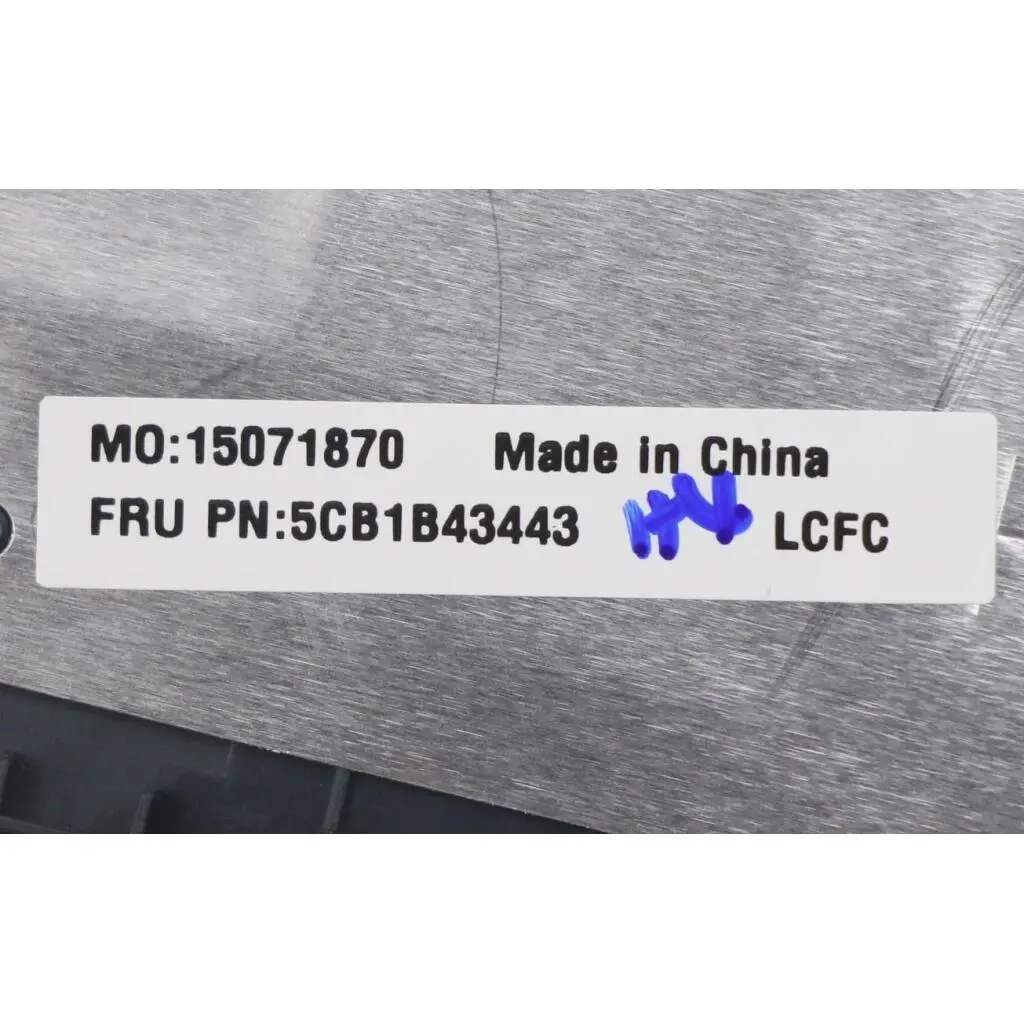 MO:15071870 Made in China
FRU PN:5CB1B43443 LCFC